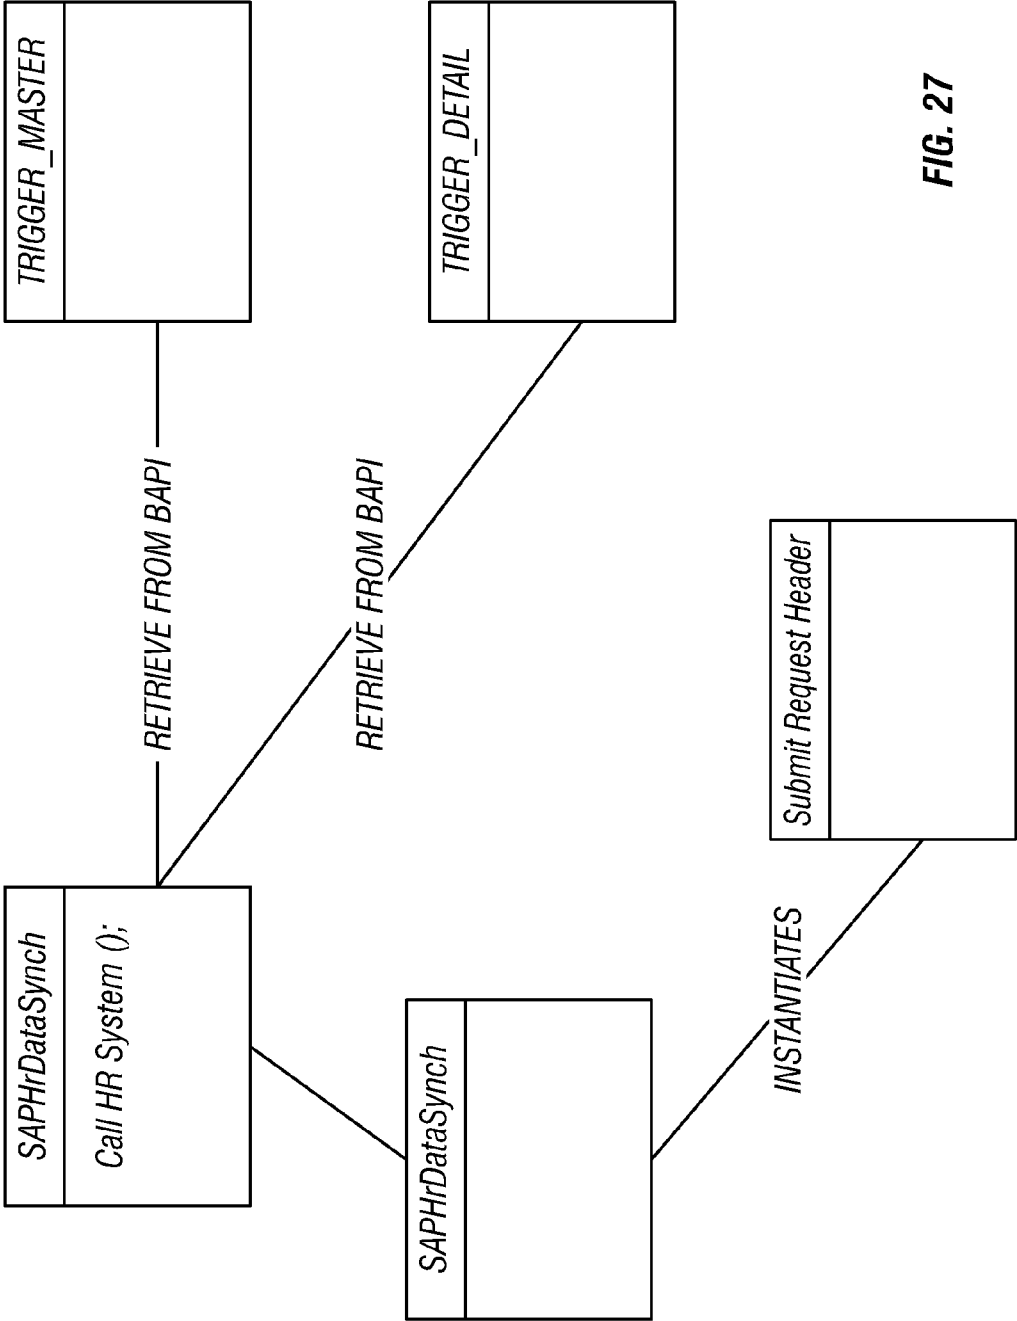 SAPHrDataSynch
Call HR System ();
RETRIEVE FROM BAPI
TRIGGER_MASTER
RETRIEVE FROM BAPI
TRIGGER_DETAIL
SAPHrDataSynch
INSTANTIATES
Submit Request Header
FIG. 27